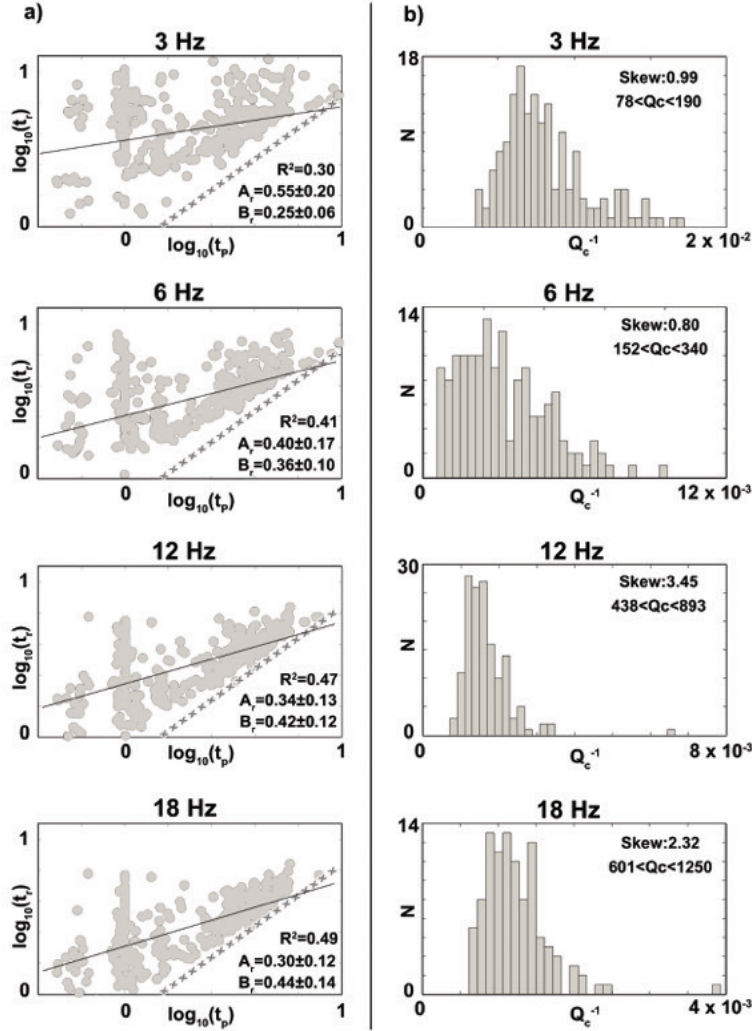 a)
3 Hz
1
log₁₀(tᵣ)
R²=0.30
Aᵣ=0.55±0.20
Bᵣ=0.25±0.06
0
0
1
log₁₀(tₚ)
6 Hz
1
log₁₀(tᵣ)
R²=0.41
Aᵣ=0.40±0.17
Bᵣ=0.36±0.10
0
0
1
log₁₀(tₚ)
12 Hz
1
log₁₀(tᵣ)
R²=0.47
Aᵣ=0.34±0.13
Bᵣ=0.42±0.12
0
0
1
log₁₀(tₚ)
18 Hz
1
log₁₀(tᵣ)
R²=0.49
Aᵣ=0.30±0.12
Bᵣ=0.44±0.14
0
0
1
log₁₀(tₚ)
b)
3 Hz
18
Skew:0.99
78<Qc<190
N
0
0
Q_c⁻¹
2 x 10⁻²
6 Hz
14
Skew:0.80
152<Qc<340
N
0
0
Q_c⁻¹
12 x 10⁻³
12 Hz
30
Skew:3.45
438<Qc<893
N
0
0
Q_c⁻¹
8 x 10⁻³
18 Hz
14
Skew:2.32
601<Qc<1250
N
0
0
Q_c⁻¹
4 x 10⁻³